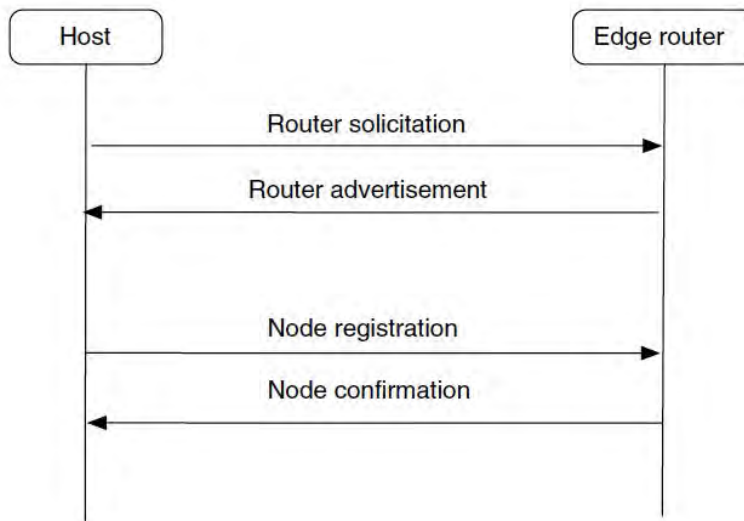 Host
Edge router
Router solicitation
Router advertisement
Node registration
Node confirmation